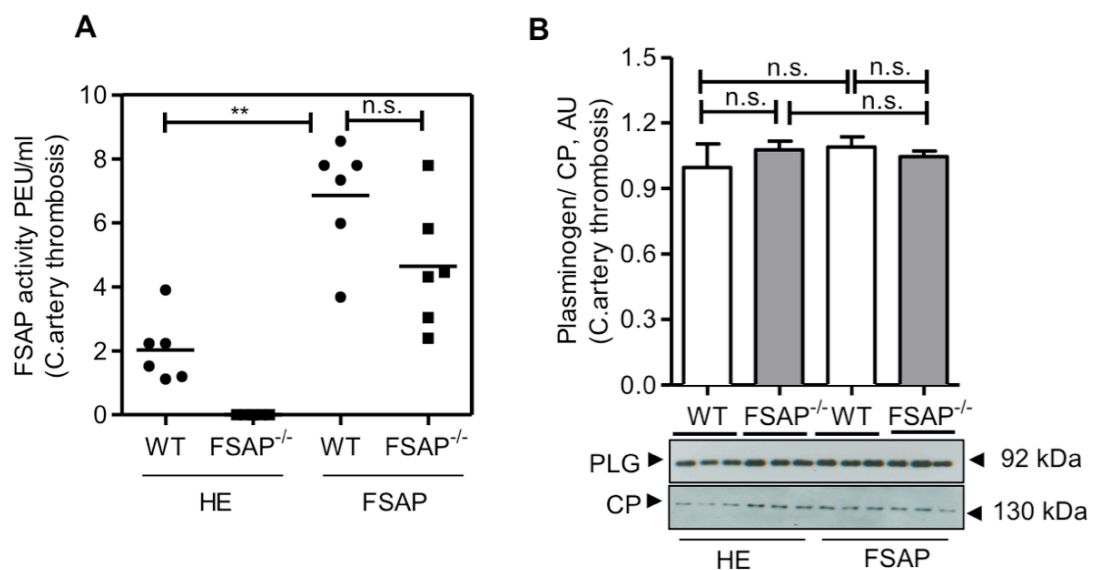 A
FSAP activity PEU/ml
(C.artery thrombosis)
10
8
6
4
2
0
**
n.s.
WT FSAP-/- WT FSAP-/-
HE FSAP
B
Plasminogen/ CP, AU
(C.artery thrombosis)
1.5
1.2
0.9
0.6
0.3
0.0
n.s. n.s.
n.s. n.s.
WT FSAP-/- WT FSAP-/-
PLG 92 kDa
CP 130 kDa
HE FSAP